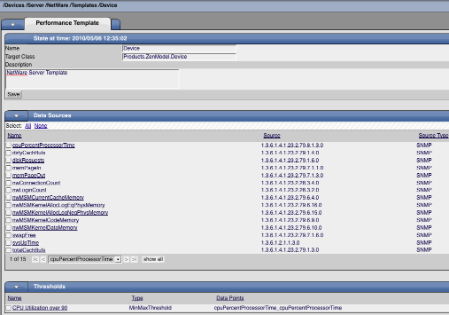 /Devices /Server /NetWare /Templates /Device
Performance Template
State at time: 2010/05/06 12:35:02
Name Device
Target Class Products.ZenModel.Device
Description
NetWare Server Template
Save
Data Sources
Select: All None
Name Source Source Type
cpuPercentProcessorTime 1.3.6.1.4.1.23.2.79.8.1.3.0 SNMP
dirtyCachBufs 1.3.6.1.4.1.23.2.79.1.4.0 SNMP
diskRequests 1.3.6.1.4.1.23.2.79.1.6.0 SNMP
memPageIn 1.3.6.1.4.1.23.2.79.7.1.1.0 SNMP
memPageOut 1.3.6.1.4.1.23.2.79.7.1.3.0 SNMP
nwConnectionCount 1.3.6.1.4.1.23.2.28.3.4.0 SNMP
nwLoginCount 1.3.6.1.4.1.23.2.28.3.2.0 SNMP
nwMSMCurrentCacheMemory 1.3.6.1.4.1.23.2.79.6.4.0 SNMP
nwMSMKernelAllocLogEqPhysMemory 1.3.6.1.4.1.23.2.79.6.16.0 SNMP
nwMSMKernelAllocLogNeqPhysMemory 1.3.6.1.4.1.23.2.79.6.15.0 SNMP
nwMSMKernelCodeMemory 1.3.6.1.4.1.23.2.79.6.9.0 SNMP
nwMSMKernelDataMemory 1.3.6.1.4.1.23.2.79.6.10.0 SNMP
swapFree 1.3.6.1.4.1.23.2.79.7.1.6.0 SNMP
sysUpTime 1.3.6.1.2.1.1.3.0 SNMP
totalCachBufs 1.3.6.1.4.1.23.2.79.1.3.0 SNMP
1 of 15 |< < cpuPercentProcessorTime > >| show all
Thresholds
Name Type Data Points
CPU Utilization over 90 MinMaxThreshold cpuPercentProcessorTime_cpuPercentProcessorTime